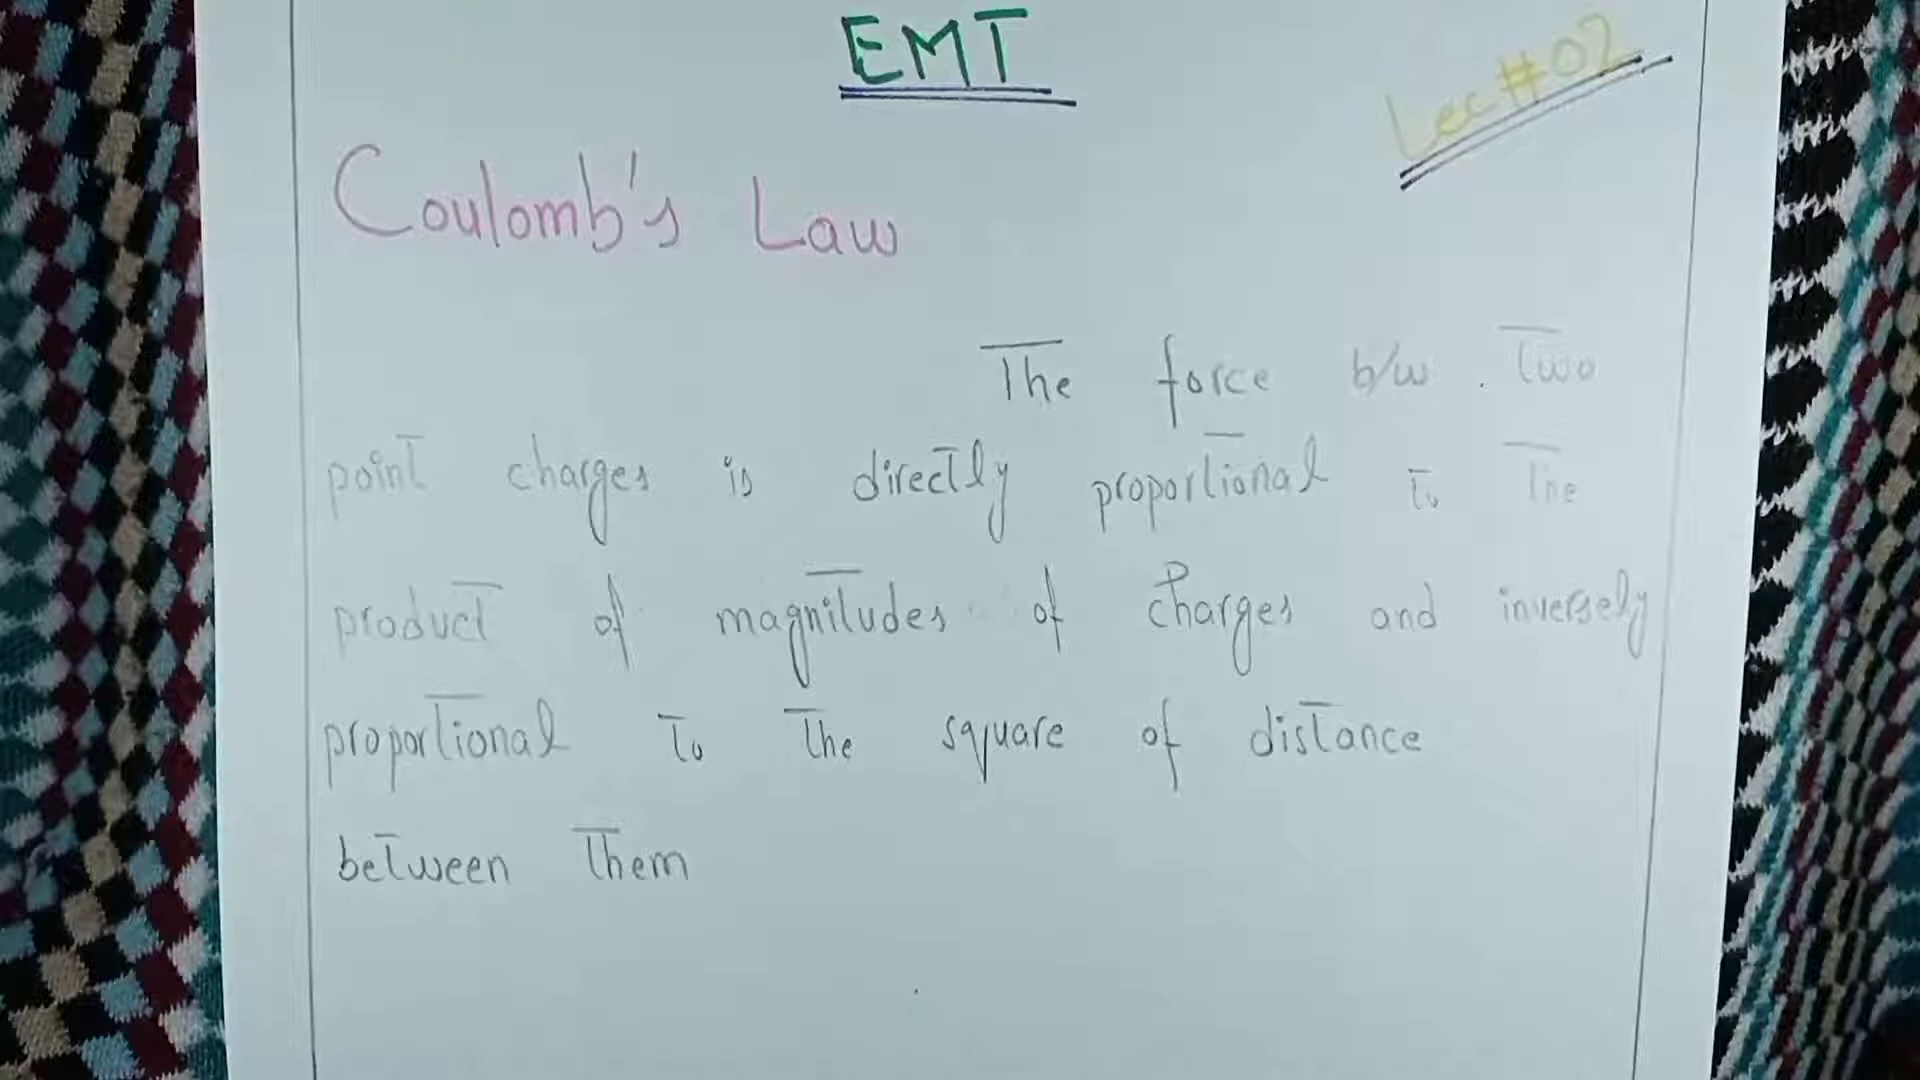 EMT
Lec # 02
Coulomb's Law
The force b/w Two
point charges is directly proportional to The
product of magnitudes of charges and inversely
proportional To The square of distance
between Them